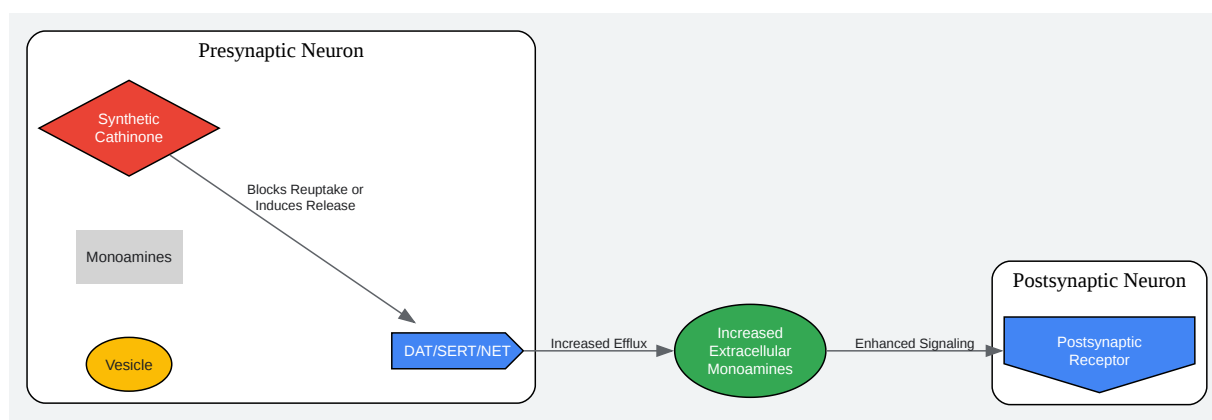 Presynaptic Neuron
Synthetic
Cathinone
Blocks Reuptake or
Induces Release
Monoamines
Vesicle
DAT/SERT/NET
Increased Efflux
Increased
Extracellular
Monoamines
Enhanced Signaling
Postsynaptic Neuron
Postsynaptic
Receptor